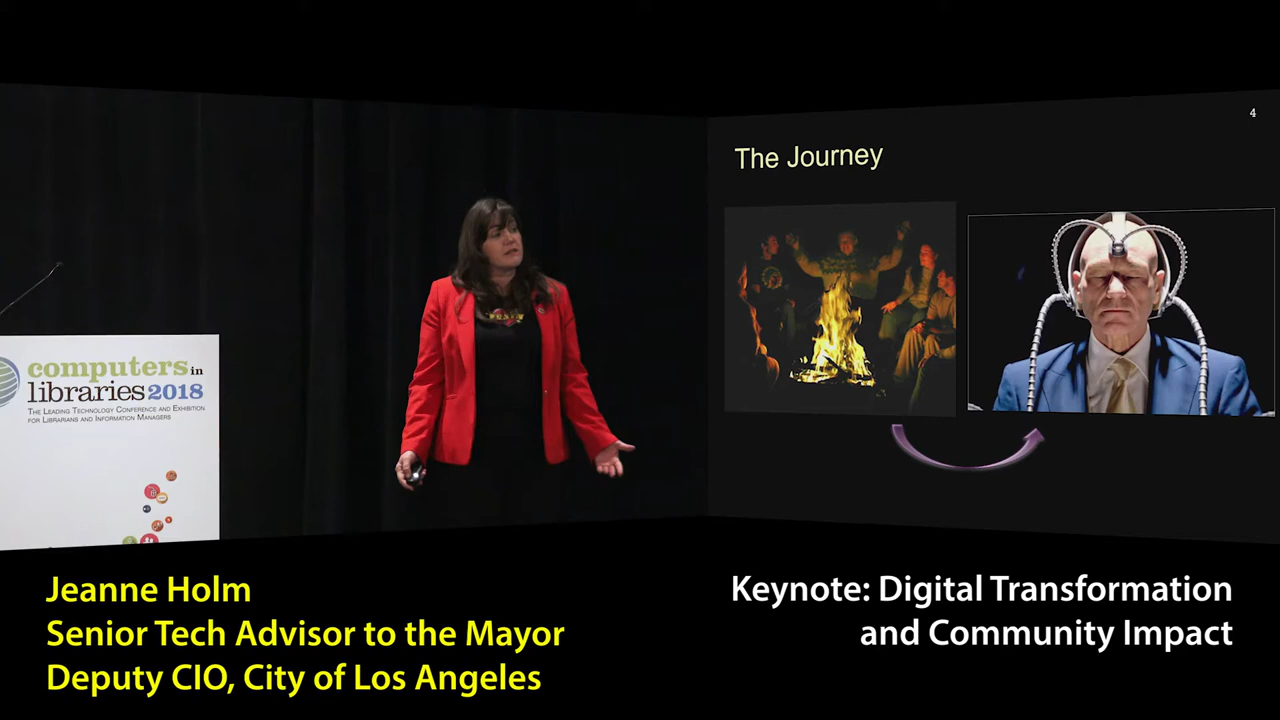 4
The Journey
computers in
libraries 2018
The Leading Technology Conference and Exhibition
for Librarians and Information Managers
Jeanne Holm
Senior Tech Advisor to the Mayor
Deputy CIO, City of Los Angeles
Keynote: Digital Transformation
and Community Impact